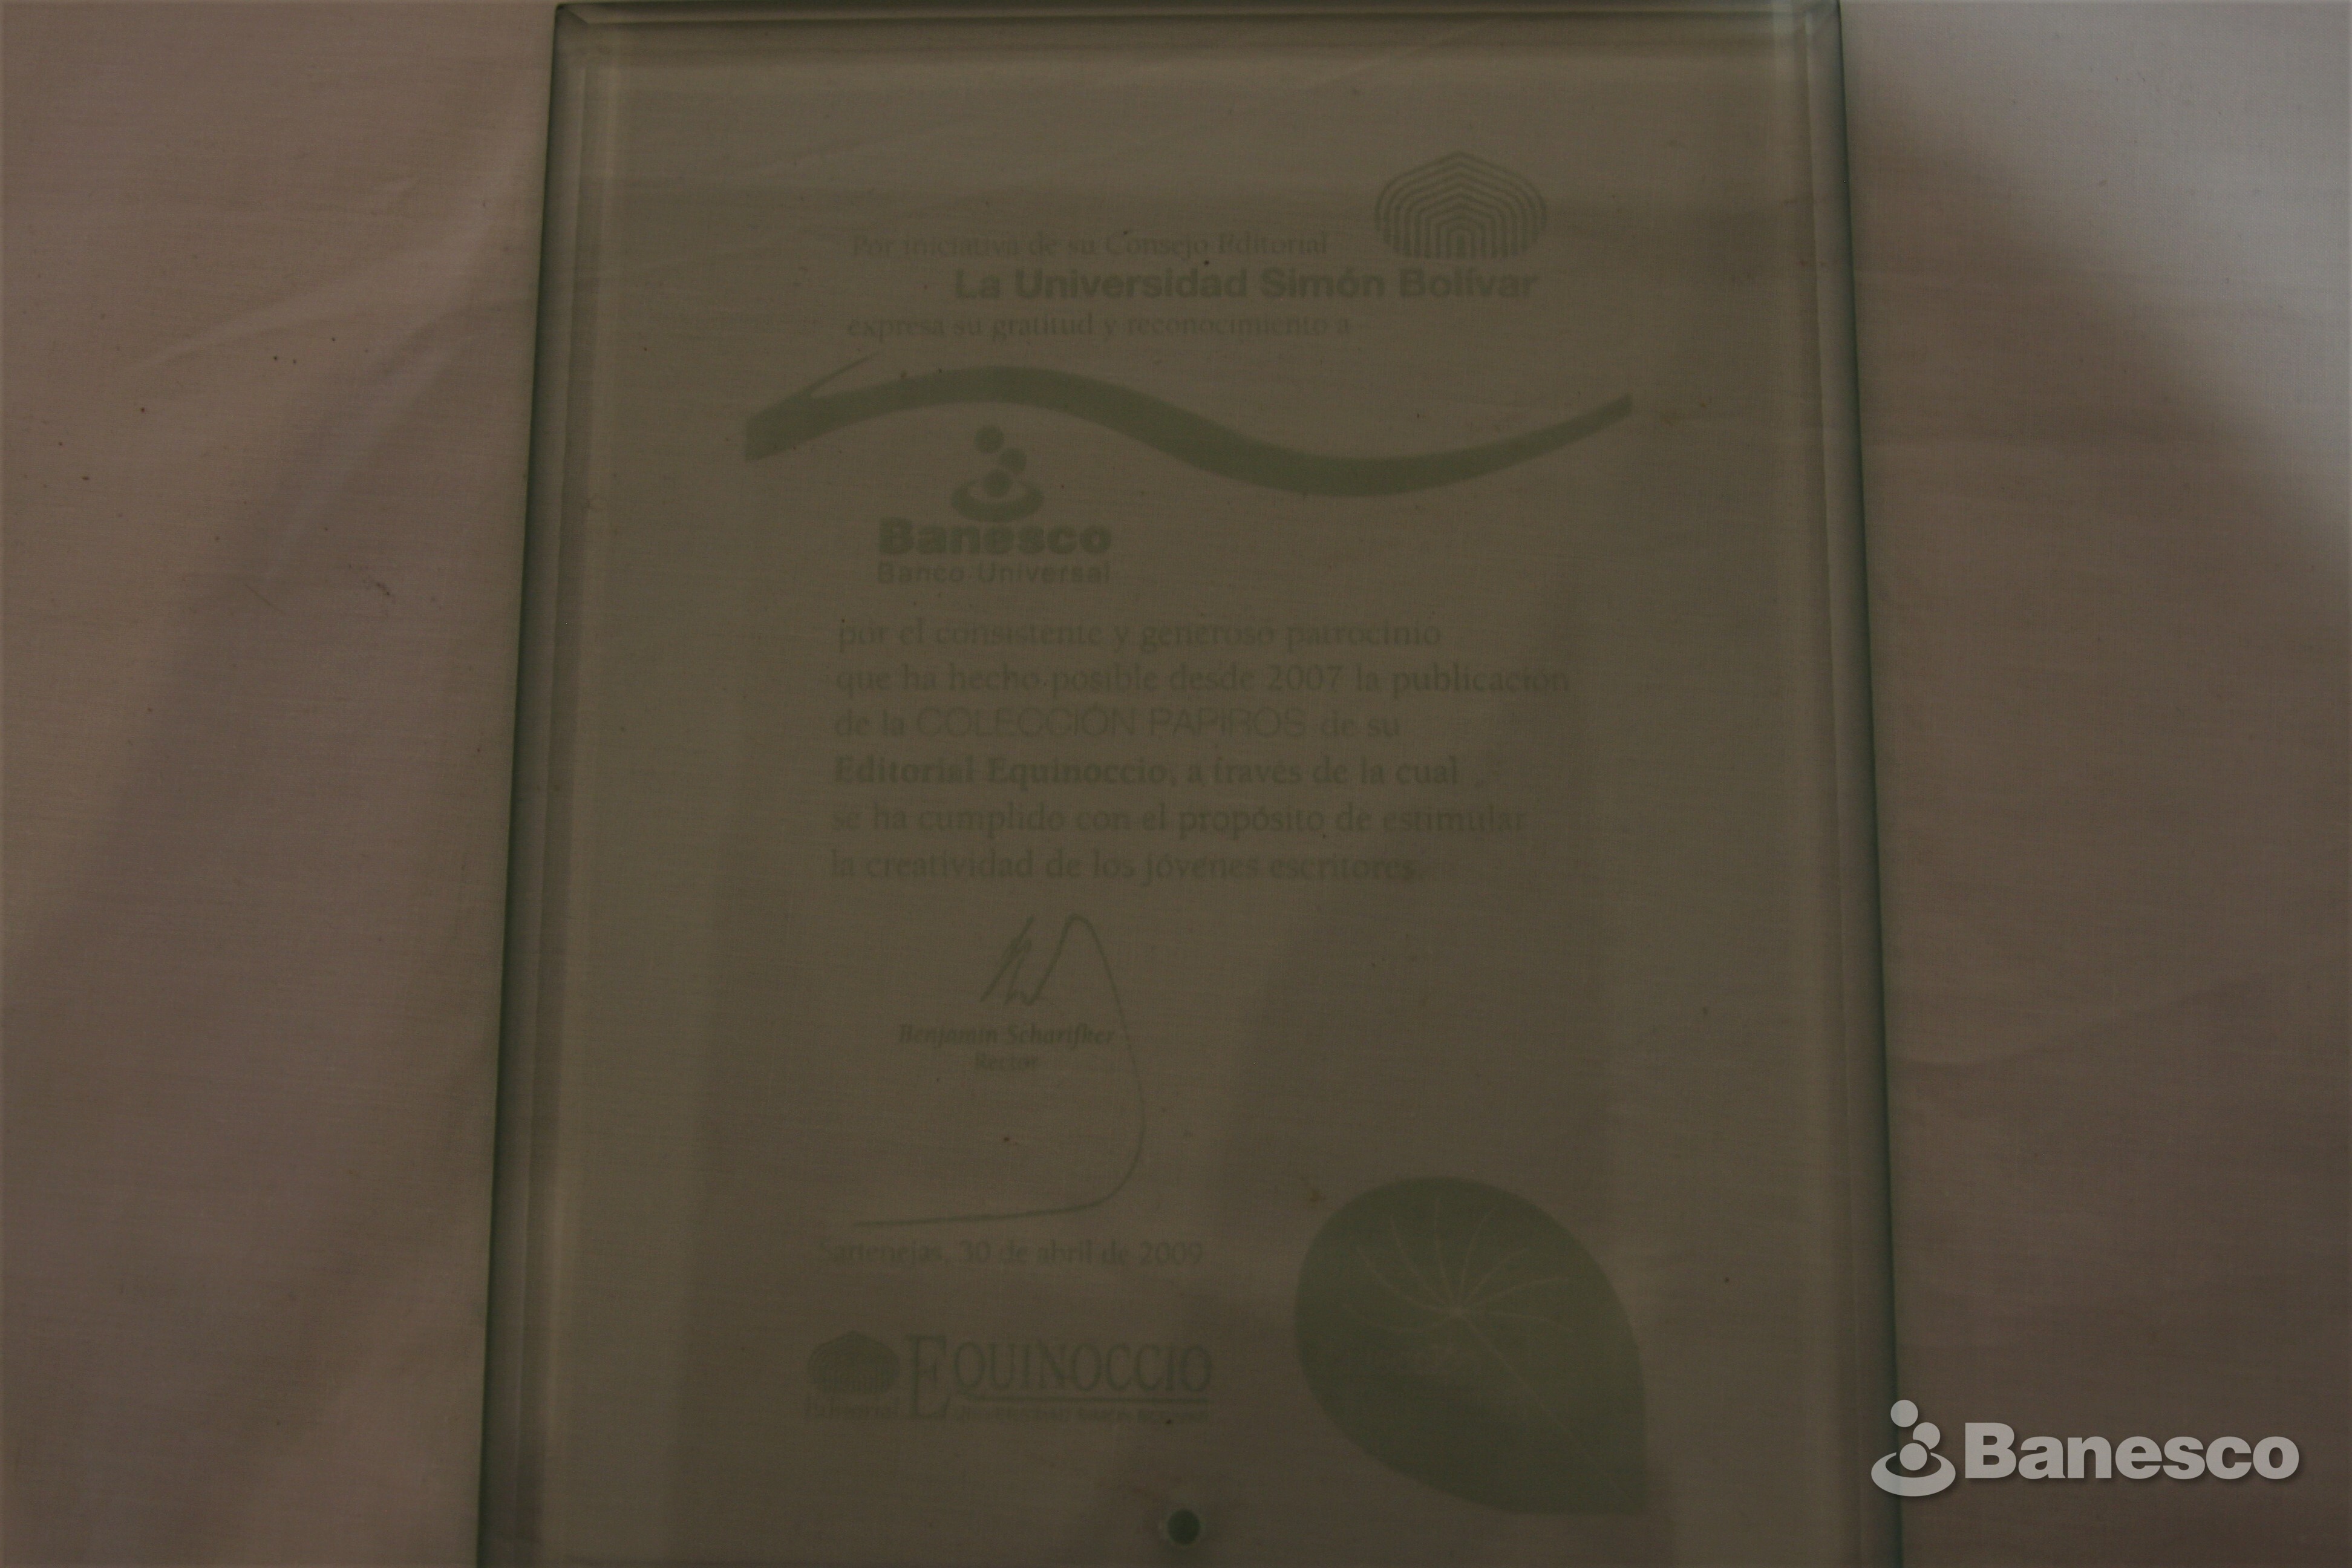 Por iniciativa de su Consejo Editorial
La Universidad Simón Bolívar
expresa su gratitud y reconocimiento a
Banesco
Banco Universal
por el consistente y generoso patrocinio
que ha hecho posible desde 2007 la publicación
de la COLECCIÓN PAPIROS de su
Editorial Equinoccio, a través de la cual
se ha cumplido con el propósito de estimular
la creatividad de los jóvenes escritores.
Benjamín Scharifker
Rector
Sartenejas, 30 de abril de 2009
Editorial EQUINOCCIO
UNIVERSIDAD SIMÓN BOLÍVAR
Banesco